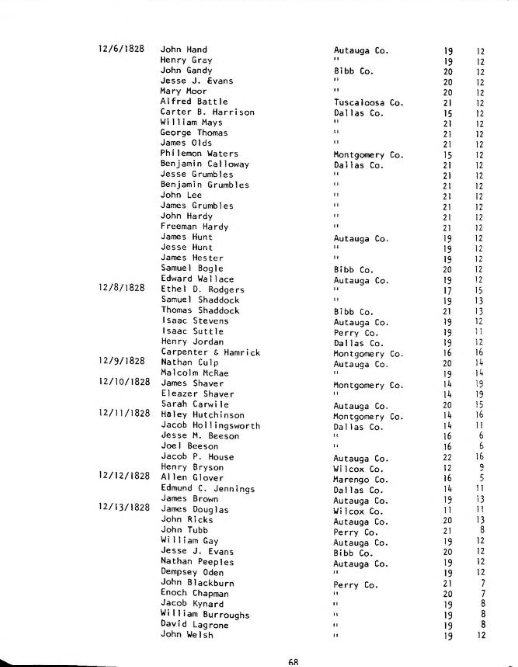 12/6/1828 John Hand Autauga Co. 19 12
Henry Gray " 19 12
John Gandy Bibb Co. 20 12
Jesse J. Evans " 20 12
Mary Moor " 20 12
Alfred Battle Tuscaloosa Co. 21 12
Carter B. Harrison Dallas Co. 15 12
William Mays " 21 12
George Thomas " 21 12
James Olds " 21 12
Philemon Waters Montgomery Co. 15 12
Benjamin Calloway Dallas Co. 21 12
Jesse Grumbles " 21 12
Benjamin Grumbles " 21 12
John Lee " 21 12
James Grumbles " 21 12
John Hardy " 21 12
Freeman Hardy " 21 12
James Hunt Autauga Co. 19 12
Jesse Hunt " 19 12
James Hester " 19 12
Samuel Bogle Bibb Co. 20 12
Edward Wallace Autauga Co. 19 12
12/8/1828 Ethel D. Rodgers " 17 15
Samuel Shaddock " 19 13
Thomas Shaddock Bibb Co. 21 13
Isaac Stevens Autauga Co. 19 12
Isaac Suttle Perry Co. 19 11
Henry Jordan Dallas Co. 19 12
Carpenter & Hamrick Montgomery Co. 16 16
12/9/1828 Nathan Culp Autauga Co. 20 14
Malcolm McRae " 19 14
12/10/1828 James Shaver Montgomery Co. 14 19
Eleazer Shaver " 14 19
Sarah Carwile Autauga Co. 20 15
12/11/1828 Haley Hutchinson Montgomery Co. 14 16
Jacob Hollingsworth Dallas Co. 14 11
Jesse M. Beeson " 16 6
Joel Beeson " 16 6
Jacob P. House Autauga Co. 22 16
Henry Bryson Wilcox Co. 12 9
12/12/1828 Allen Glover Marengo Co. 16 5
Edmund C. Jennings Dallas Co. 14 11
James Brown Autauga Co. 19 13
12/13/1828 James Douglas Wilcox Co. 11 11
John Ricks Autauga Co. 20 13
John Tubb Perry Co. 21 8
William Gay Autauga Co. 19 12
Jesse J. Evans Bibb Co. 20 12
Nathan Peeples Autauga Co. 19 12
Dempsey Oden " 19 12
John Blackburn Perry Co. 21 7
Enoch Chapman " 20 7
Jacob Kynard " 19 8
William Burroughs " 19 8
David Lagrone " 19 8
John Welsh " 19 12
68